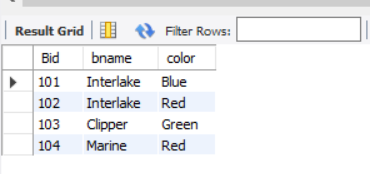 Result Grid Filter Rows:
Bid bname color
101 Interlake Blue
102 Interlake Red
103 Clipper Green
104 Marine Red